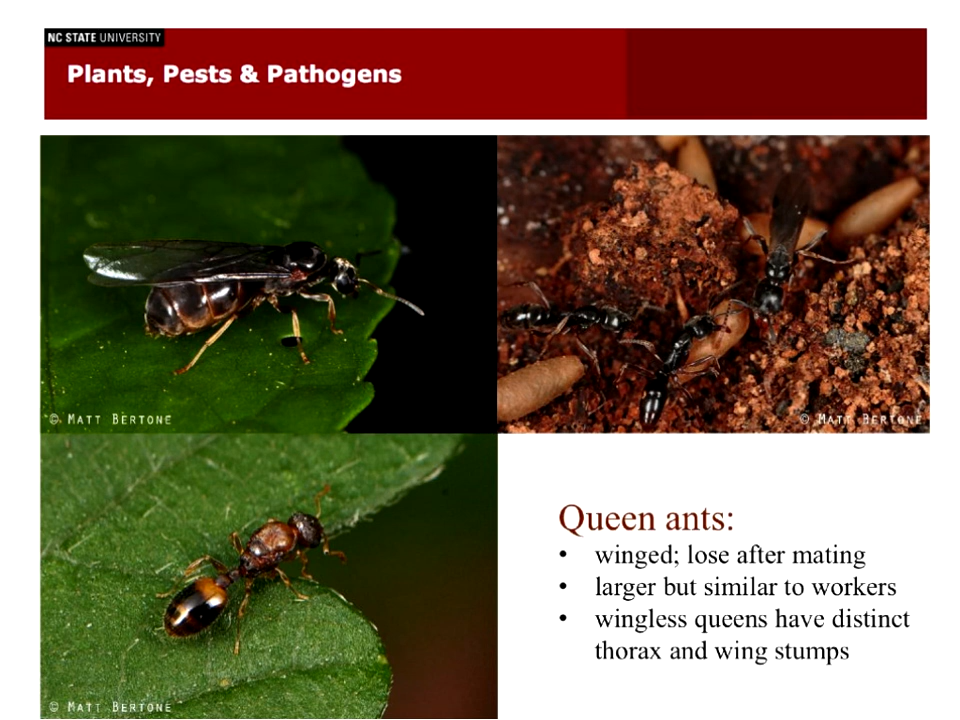 NC STATE UNIVERSITY
Plants, Pests & Pathogens
© MATT BERTONE
© MATT BERTONE
Queen ants:
• winged; lose after mating
• larger but similar to workers
• wingless queens have distinct
thorax and wing stumps
© MATT BERTONE